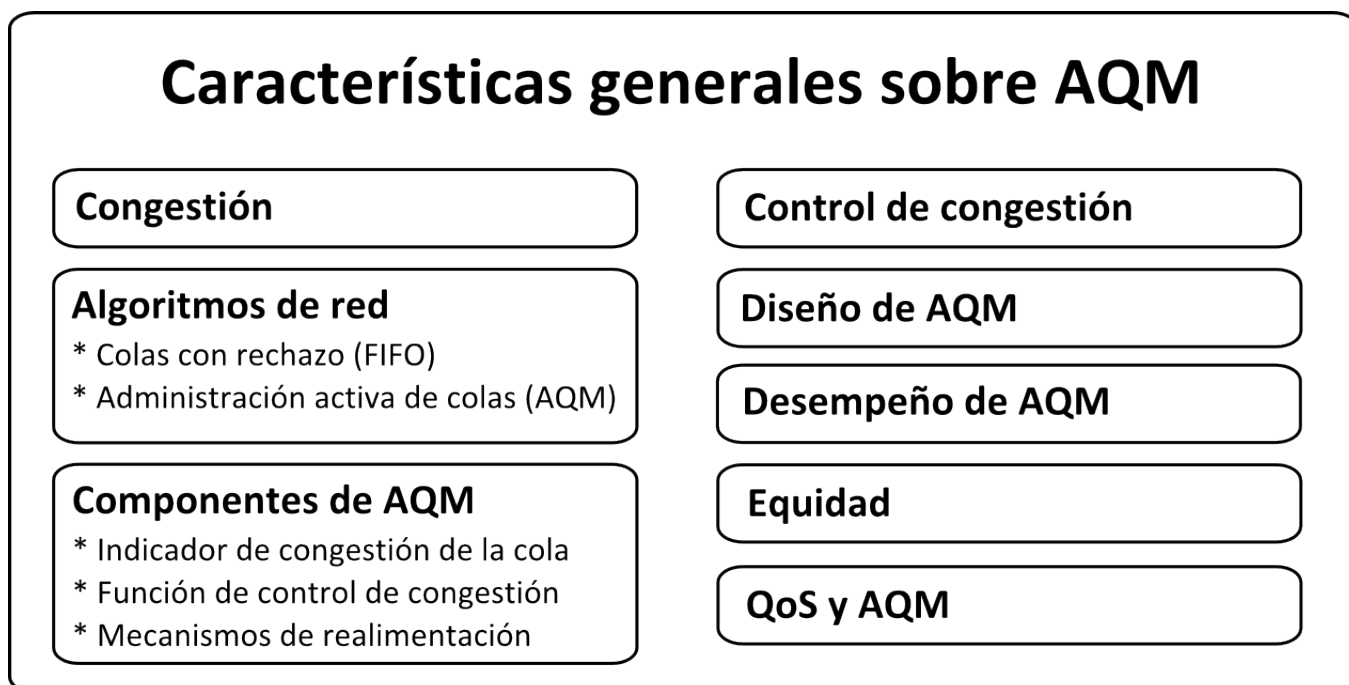 Características generales sobre AQM
Congestión
Algoritmos de red
* Colas con rechazo (FIFO)
* Administración activa de colas (AQM)
Componentes de AQM
* Indicador de congestión de la cola
* Función de control de congestión
* Mecanismos de realimentación
Control de congestión
Diseño de AQM
Desempeño de AQM
Equidad
QoS y AQM